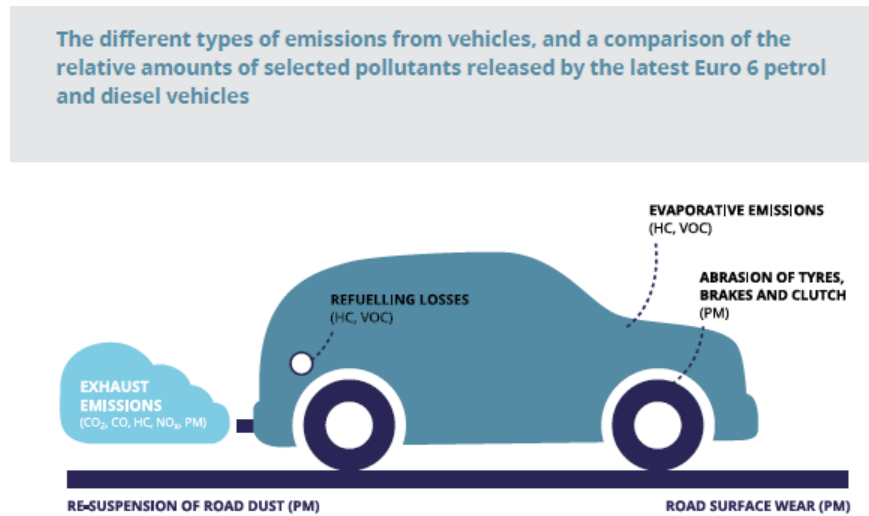 The different types of emissions from vehicles, and a comparison of the
relative amounts of selected pollutants released by the latest Euro 6 petrol
and diesel vehicles
EVAPORATIVE EMISSIONS
(HC, VOC)
ABRASION OF TYRES,
BRAKES AND CLUTCH
(PM)
REFUELLING LOSSES
(HC, VOC)
EXHAUST
EMISSIONS
(CO₂, CO, HC, NOₓ, PM)
RE-SUSPENSION OF ROAD DUST (PM)
ROAD SURFACE WEAR (PM)